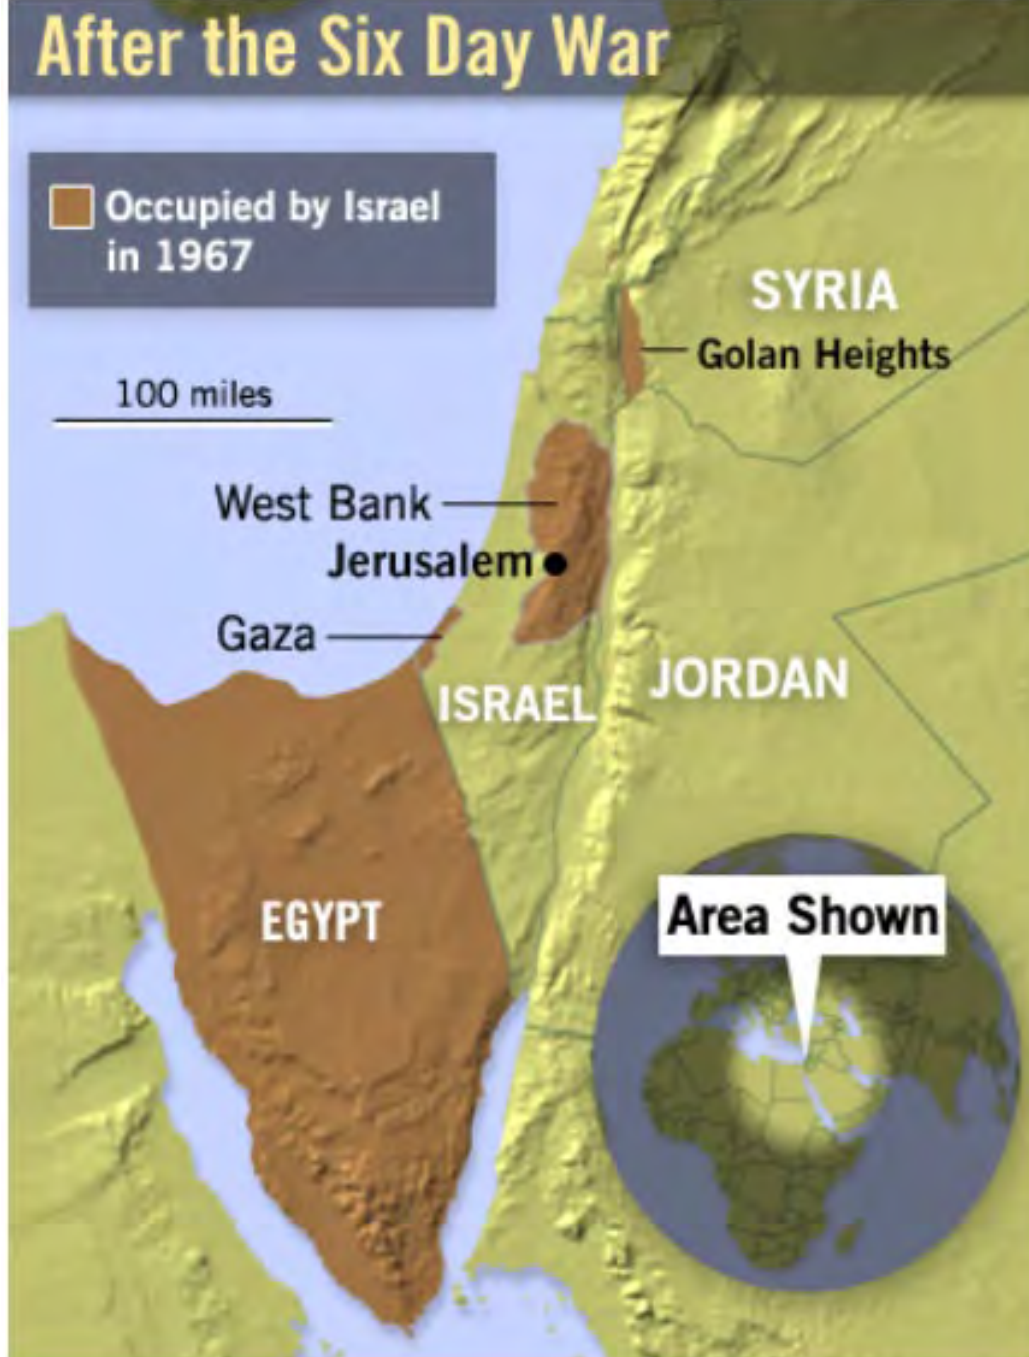 After the Six Day War
Occupied by Israel
in 1967
SYRIA
Golan Heights
100 miles
West Bank
Jerusalem
Gaza
ISRAEL
JORDAN
EGYPT
Area Shown